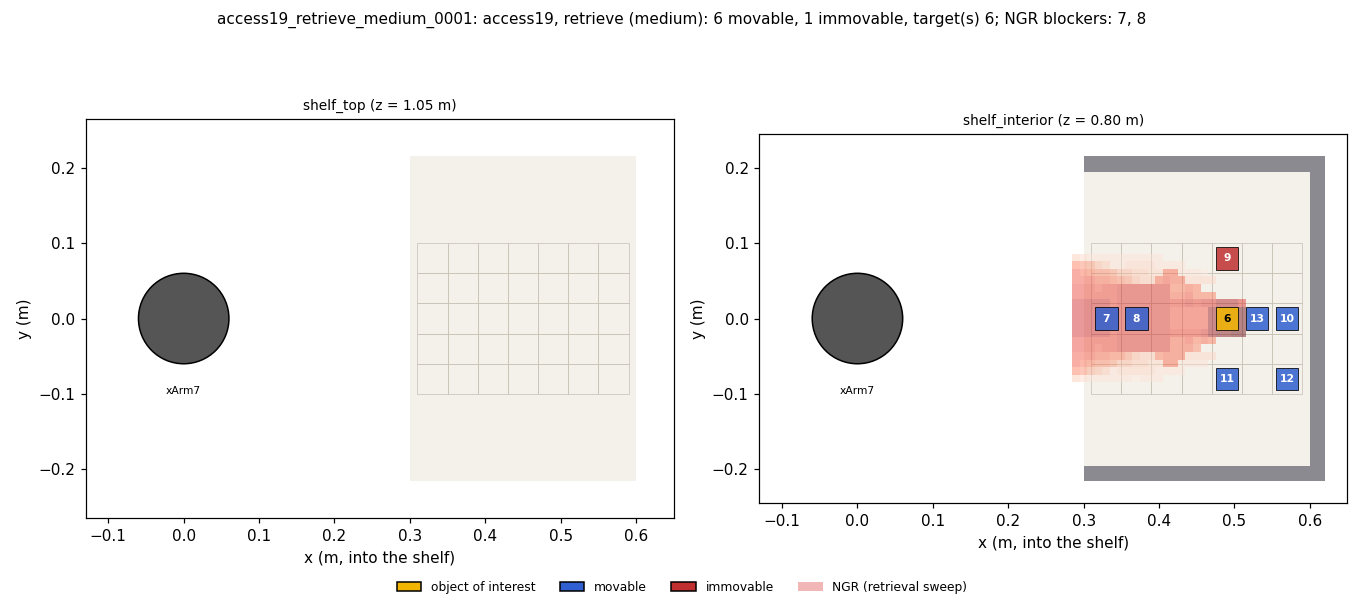 access19_retrieve_medium_0001: access19, retrieve (medium): 6 movable, 1 immovable, target(s) 6; NGR blockers: 7, 8
shelf_top (z = 1.05 m)
0.2
0.1
0.0
−0.1
−0.2
y (m)
xArm7
−0.1
0.0
0.1
0.2
0.3
0.4
0.5
0.6
x (m, into the shelf)
shelf_interior (z = 0.80 m)
0.2
0.1
0.0
−0.1
−0.2
y (m)
xArm7
9
7
8
6
13
10
11
12
−0.1
0.0
0.1
0.2
0.3
0.4
0.5
0.6
x (m, into the shelf)
object of interest
movable
immovable
NGR (retrieval sweep)